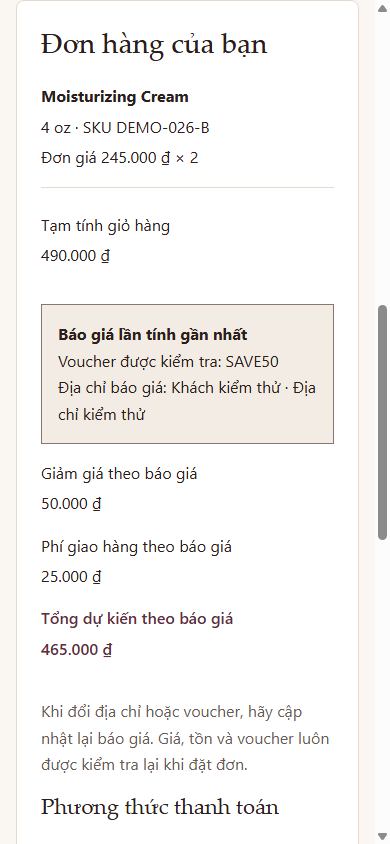 Đơn hàng của bạn
Moisturizing Cream
4 oz · SKU DEMO-026-B
Đơn giá 245.000 ₫ × 2
Tạm tính giỏ hàng
490.000 ₫
Báo giá lần tính gần nhất
Voucher được kiểm tra: SAVE50
Địa chỉ báo giá: Khách kiểm thử · Địa
chỉ kiểm thử
Giảm giá theo báo giá
50.000 ₫
Phí giao hàng theo báo giá
25.000 ₫
Tổng dự kiến theo báo giá
465.000 ₫
Khi đổi địa chỉ hoặc voucher, hãy cập
nhật lại báo giá. Giá, tồn và voucher luôn
được kiểm tra lại khi đặt đơn.
Phương thức thanh toán